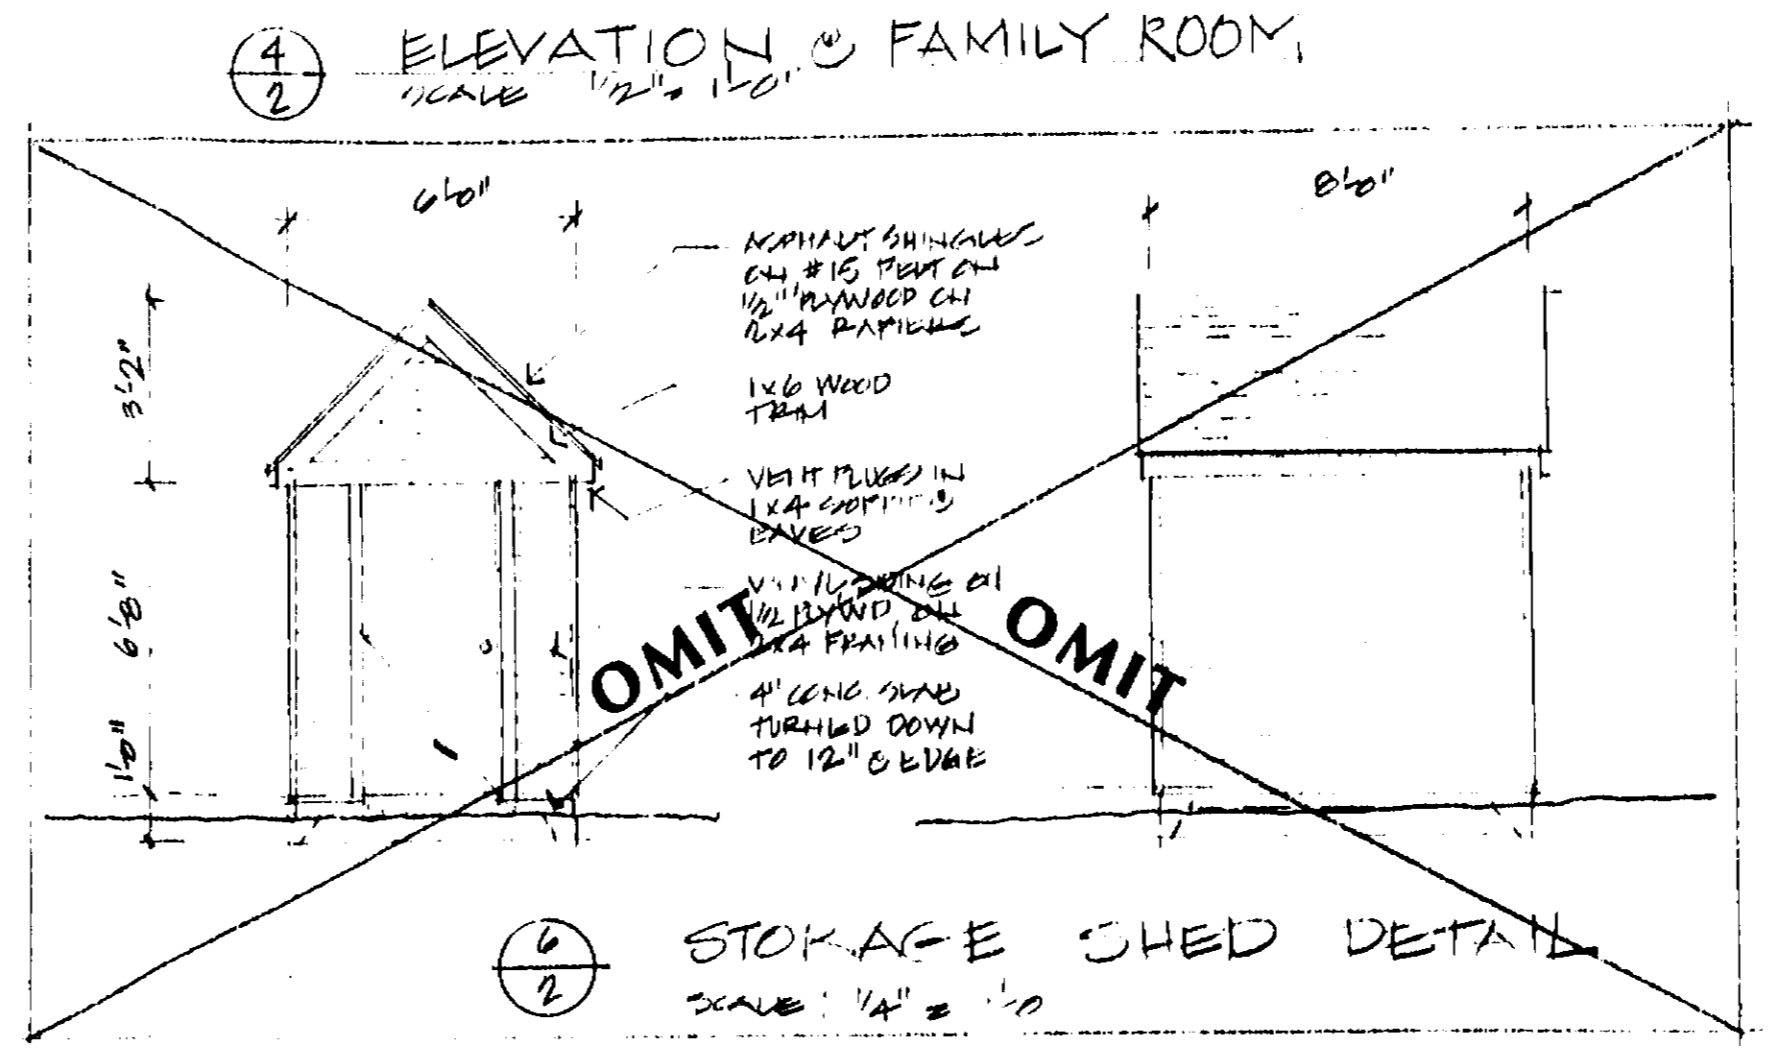 4
2
ELEVATION @ FAMILY ROOM
SCALE 1/2" = 1'-0"
6'-0"
8'-0"
3'-2"
6'-8"
1'-0"
ASPHALT SHINGLES
ON #15 FELT ON
1/2" PLYWOOD ON
2x4 RAFTERS
1x6 WOOD
TRIM
VENT PLUGS IN
1x4 SOFFIT @
EAVES
VINYL SIDING ON
1/2 PLYWD ON
2x4 FRAMING
4" CONC. SLAB
TURNED DOWN
TO 12" @ EDGE
OMIT
OMIT
6
2
STORAGE SHED DETAIL
SCALE: 1/4" = 1'-0